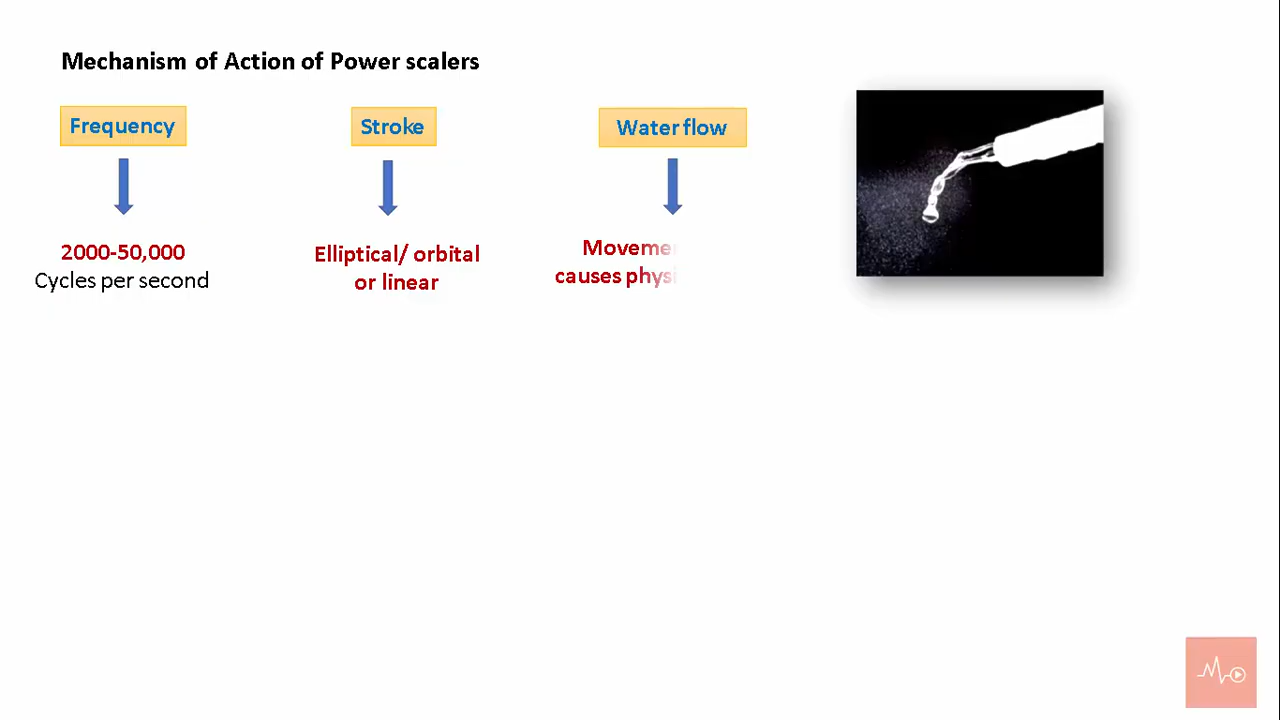 Mechanism of Action of Power scalers
Frequency
Stroke
Water flow
2000-50,000
Cycles per second
Elliptical/ orbital
or linear
causes